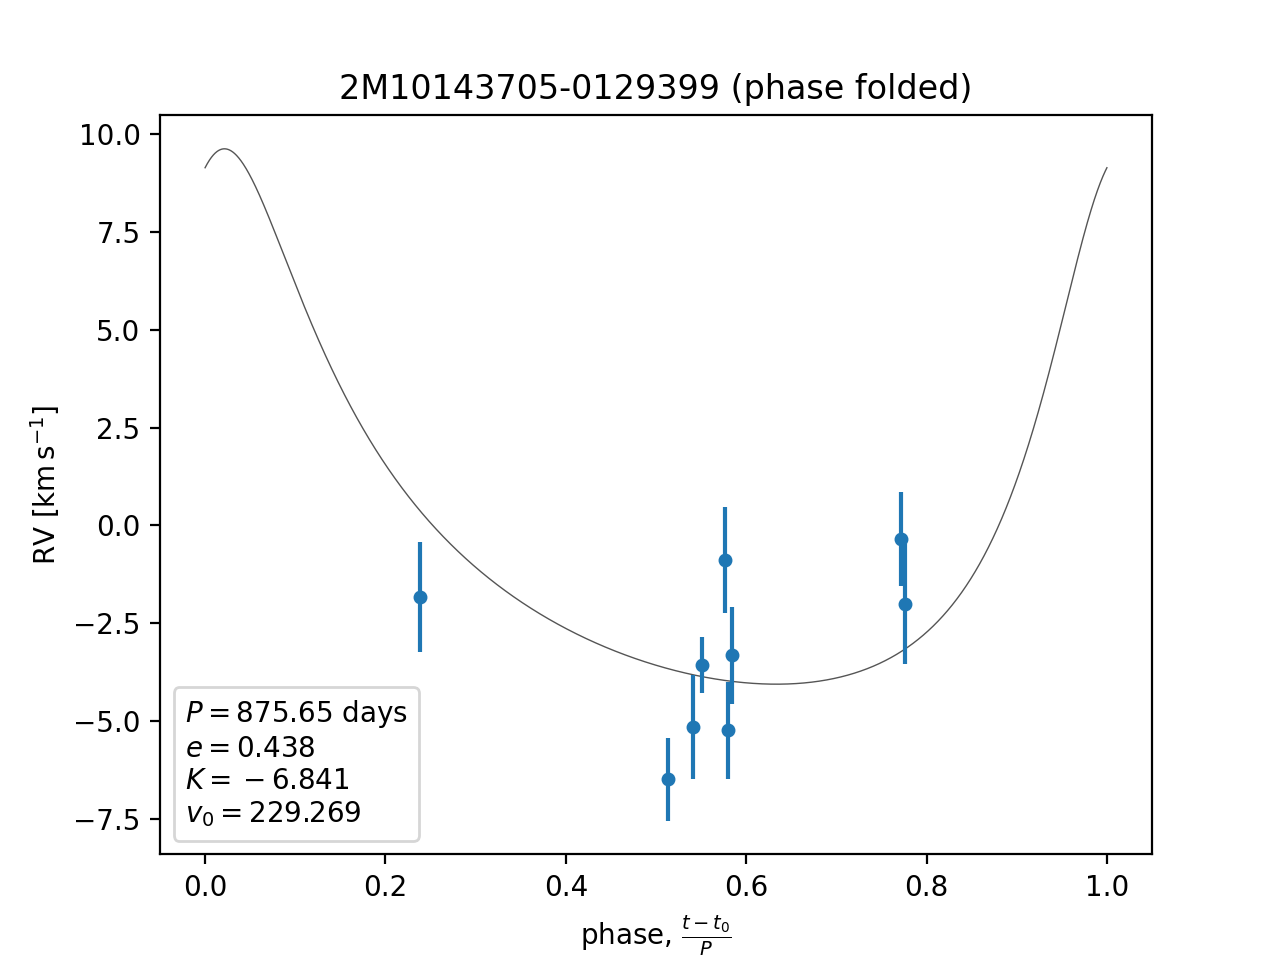 2M10143705-0129399 (phase folded)
10.0
7.5
5.0
2.5
0.0
−2.5
−5.0
−7.5
RV [km s⁻¹]
P = 875.65 days
e = 0.438
K = −6.841
v₀ = 229.269
0.0 0.2 0.4 0.6 0.8 1.0
phase, (t − t₀)/P